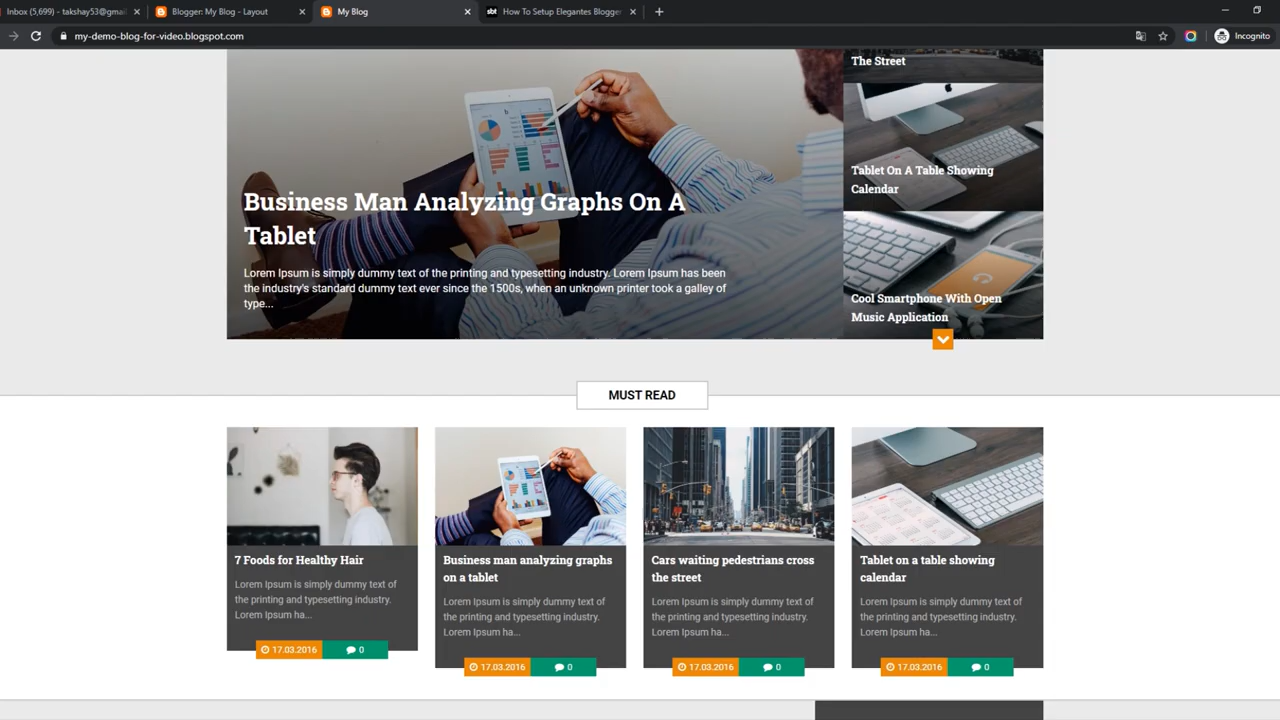 Inbox (5,699) - takshay53@gmai
Blogger: My Blog - Layout
My Blog
sbt
How To Setup Elegantes Blogger
my-demo-blog-for-video.blogspot.com
Incognito
The Street
Business Man Analyzing Graphs On A
Tablet
Lorem Ipsum is simply dummy text of the printing and typesetting industry. Lorem Ipsum has been
the industry's standard dummy text ever since the 1500s, when an unknown printer took a galley of
type...
Tablet On A Table Showing
Calendar
Cool Smartphone With Open
Music Application
MUST READ
7 Foods for Healthy Hair
Lorem Ipsum is simply dummy text of
the printing and typesetting industry.
Lorem Ipsum ha...
17.03.2016
0
Business man analyzing graphs
on a tablet
Lorem Ipsum is simply dummy text of
the printing and typesetting industry.
Lorem Ipsum ha...
17.03.2016
0
Cars waiting pedestrians cross
the street
Lorem Ipsum is simply dummy text of
the printing and typesetting industry.
Lorem Ipsum ha...
17.03.2016
0
Tablet on a table showing
calendar
Lorem Ipsum is simply dummy text of
the printing and typesetting industry.
Lorem Ipsum ha...
17.03.2016
0